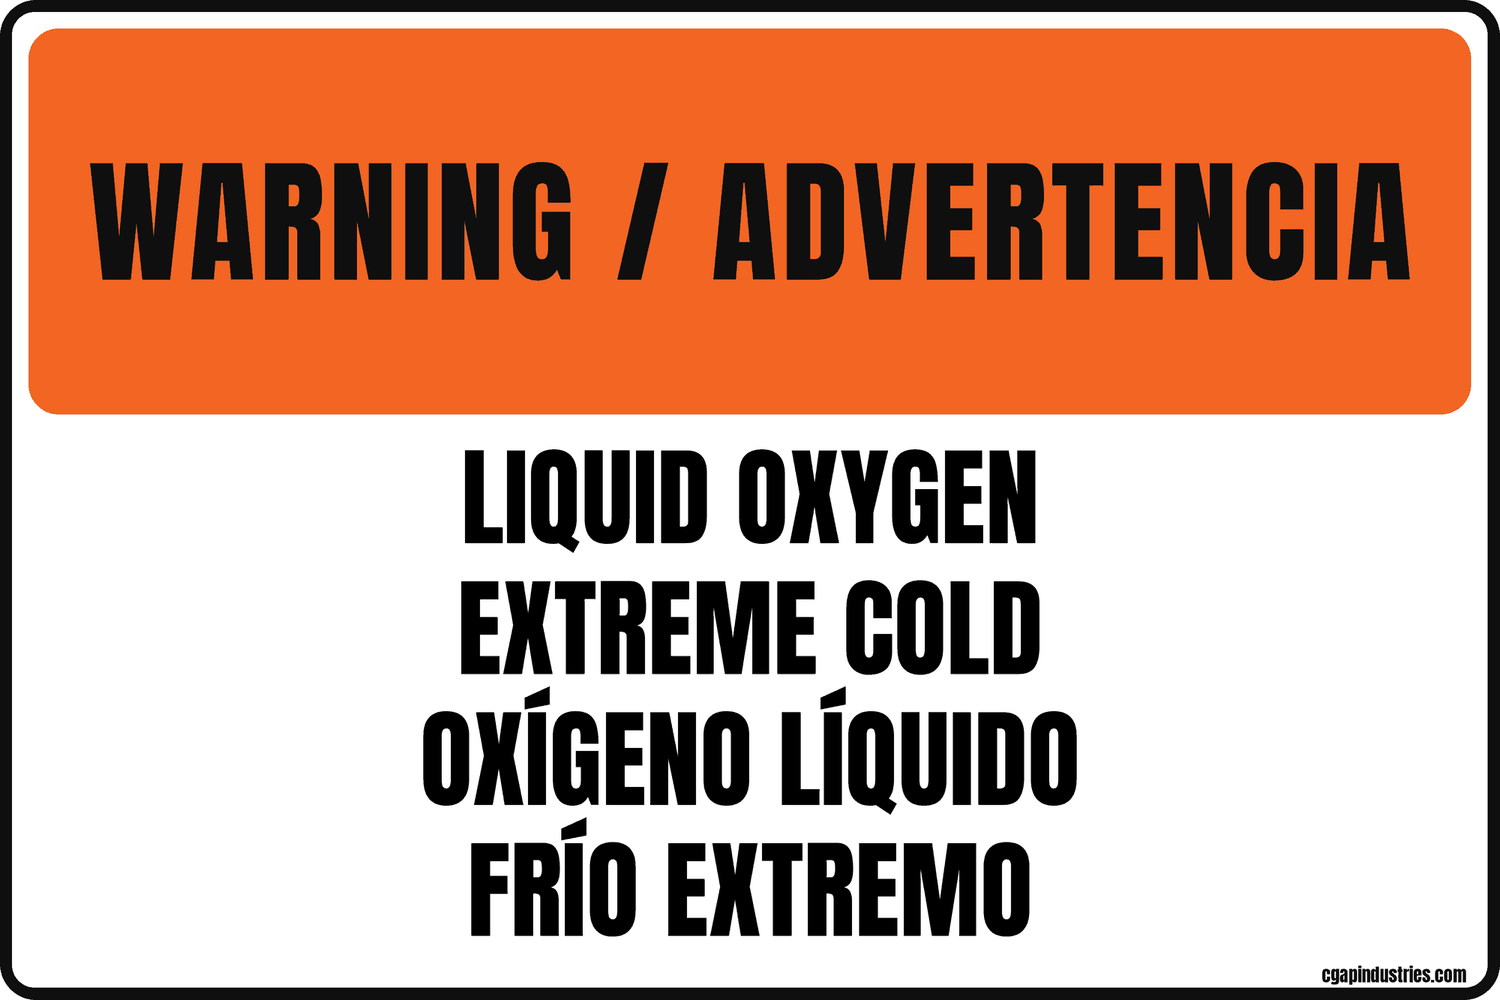 WARNING / ADVERTENCIA
LIQUID OXYGEN
EXTREME COLD
OXÍGENO LÍQUIDO
FRÍO EXTREMO
cgapindustries.com